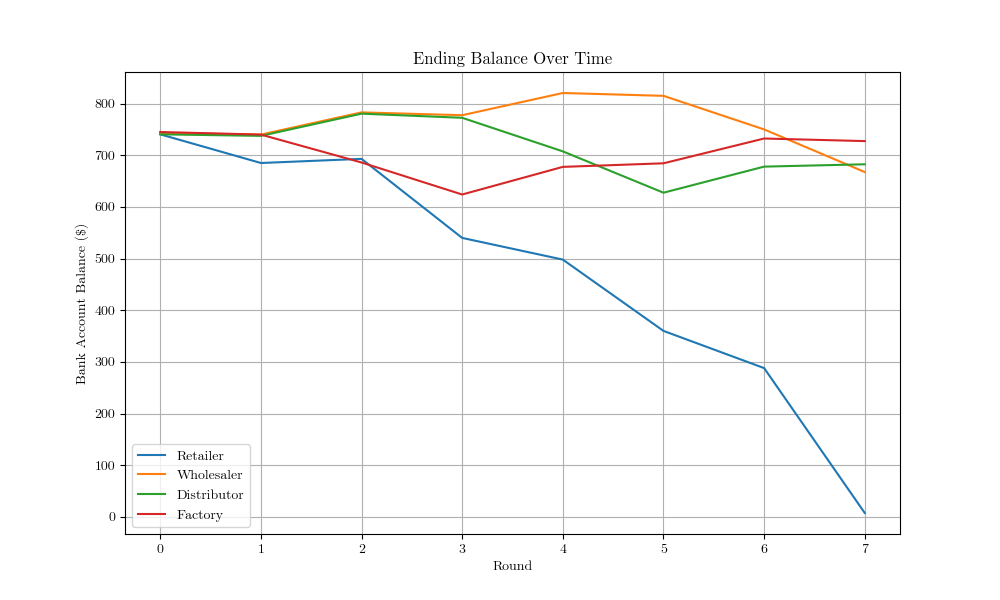 Ending Balance Over Time
Bank Account Balance ($)
800
700
600
500
400
300
200
100
0
Retailer
Wholesaler
Distributor
Factory
0 1 2 3 4 5 6 7
Round